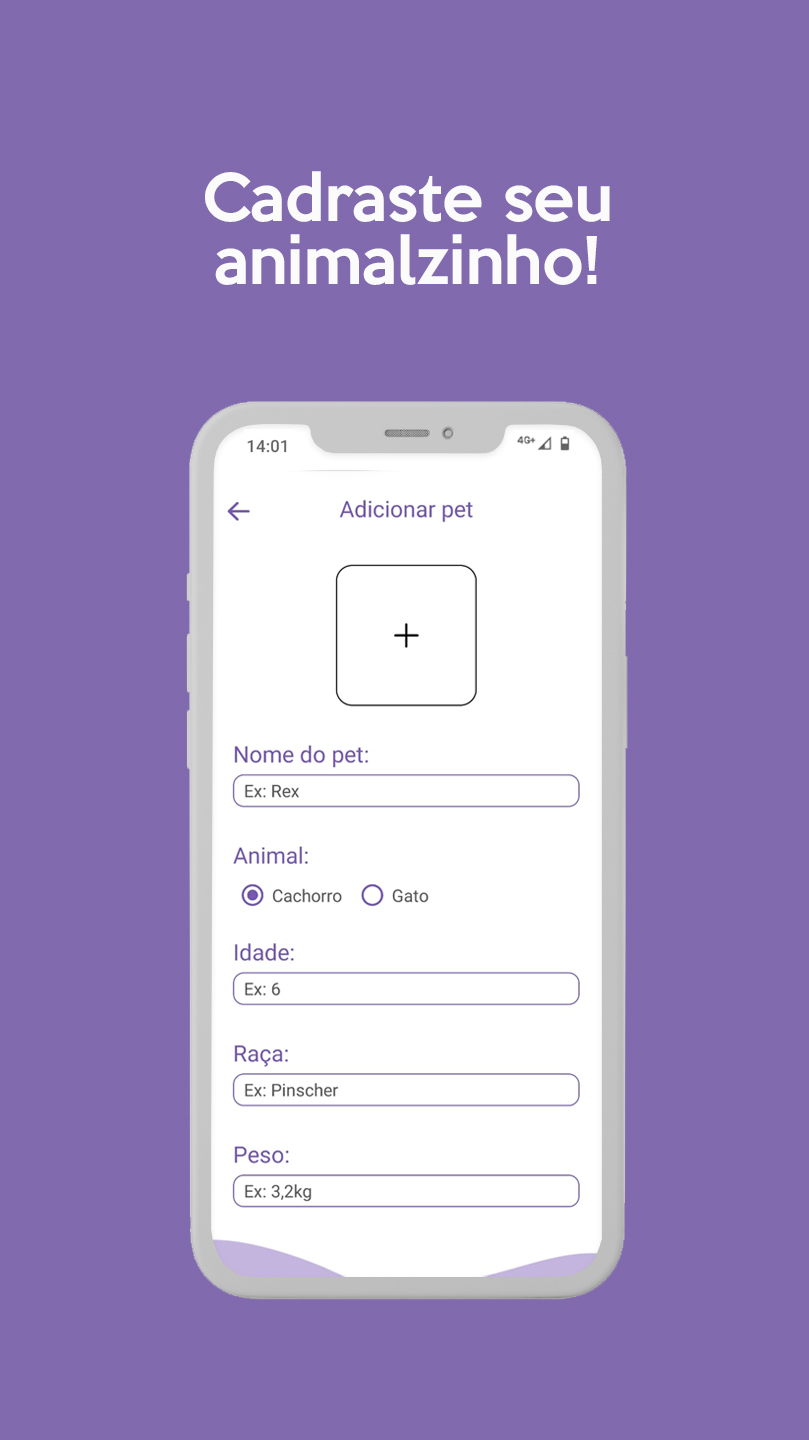 Cadraste seu
animalzinho!
14:01
4G+
Adicionar pet
Nome do pet:
Ex: Rex
Animal:
Cachorro Gato
Idade:
Ex: 6
Raça:
Ex: Pinscher
Peso:
Ex: 3,2kg